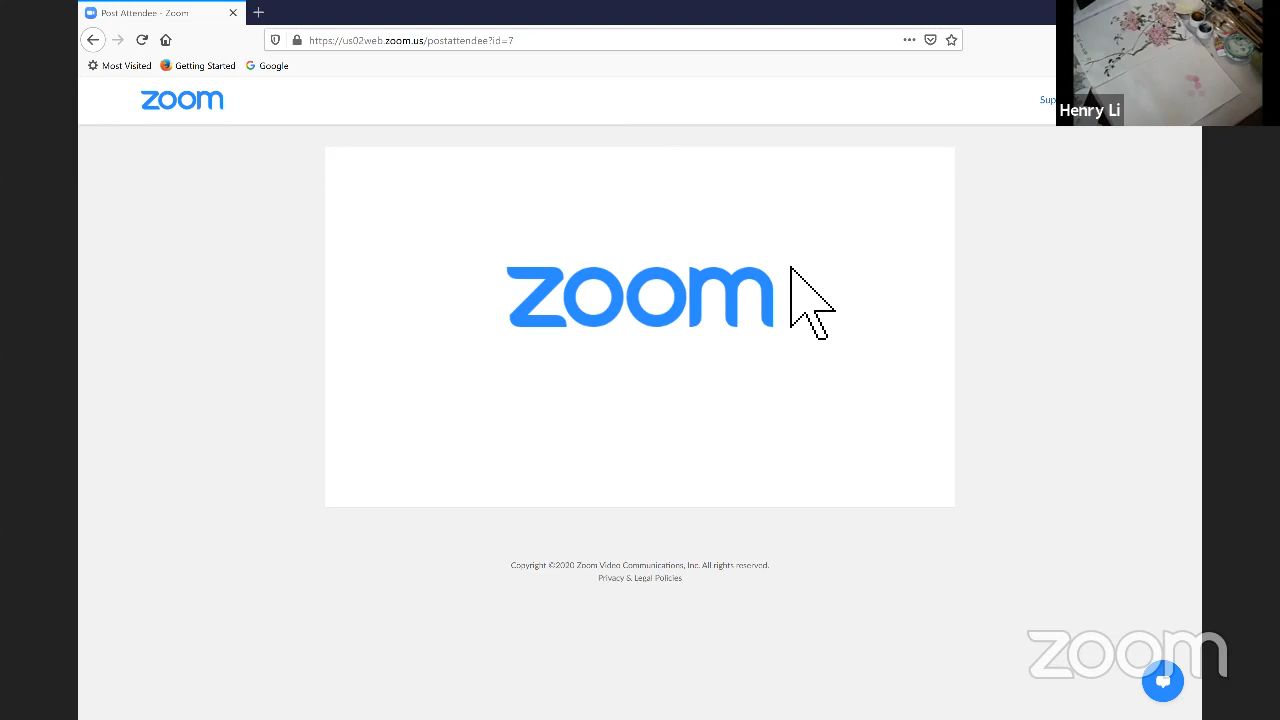 Post Attendee - Zoom
https://us02web.zoom.us/postattendee?id=7
Most Visited
Getting Started
Google
zoom
Sup
Henry Li
zoom
Copyright ©2020 Zoom Video Communications, Inc. All rights reserved.
Privacy & Legal Policies
zoom